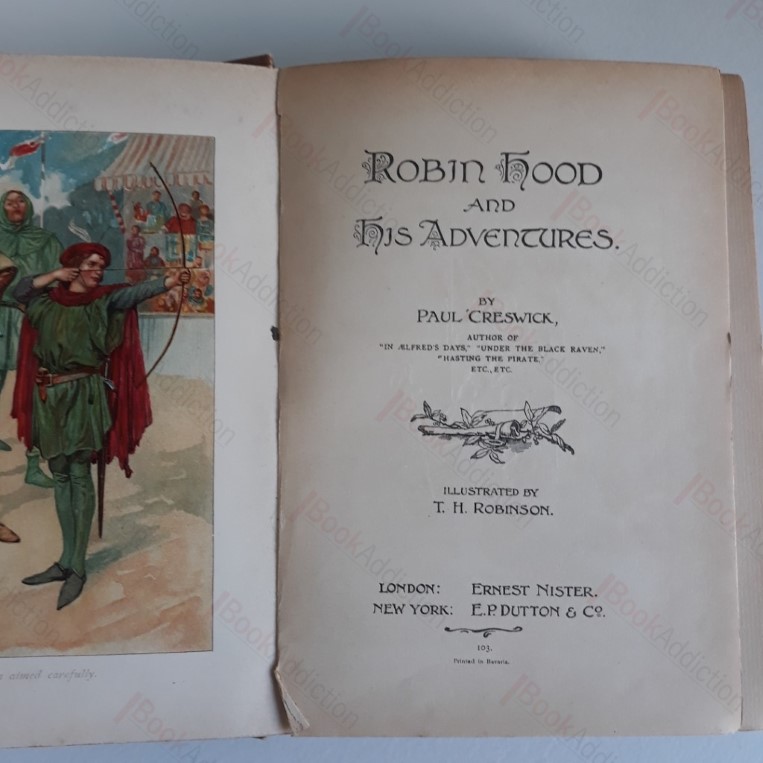 ROBIN HOOD
AND
HIS ADVENTURES.
BY
PAUL CRESWICK,
AUTHOR OF
"IN ÆLFRED'S DAYS," "UNDER THE BLACK RAVEN,"
"HASTING THE PIRATE,"
ETC., ETC.
ILLUSTRATED BY
T. H. ROBINSON.
LONDON: ERNEST NISTER.
NEW YORK: E. P. DUTTON & Co.
103.
Printed in Bavaria.
aimed carefully.
BookAddiction